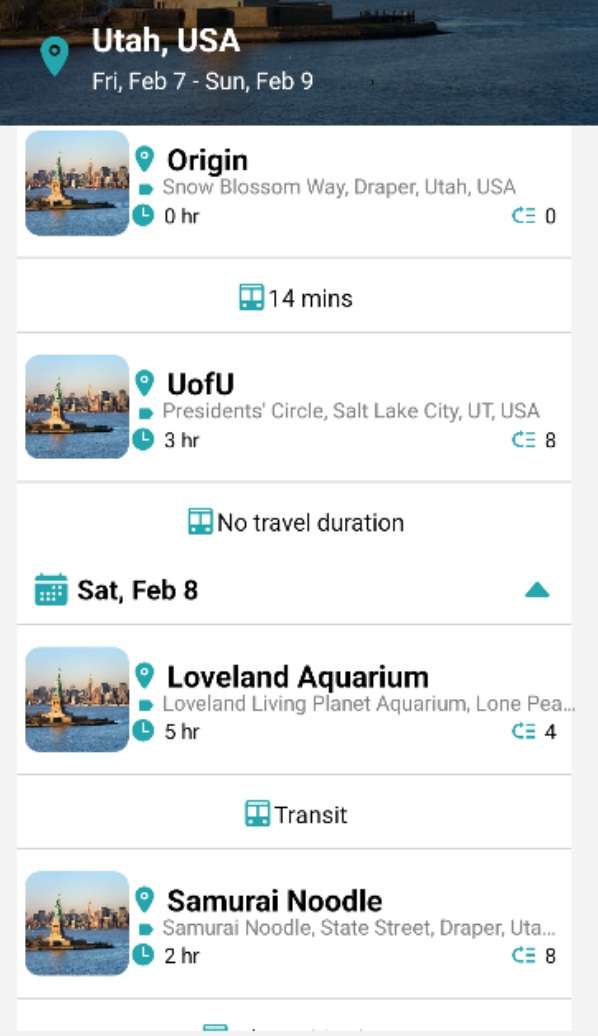 Utah, USA
Fri, Feb 7 - Sun, Feb 9
Origin
Snow Blossom Way, Draper, Utah, USA
0 hr 0
14 mins
UofU
Presidents' Circle, Salt Lake City, UT, USA
3 hr 8
No travel duration
Sat, Feb 8
Loveland Aquarium
Loveland Living Planet Aquarium, Lone Pea...
5 hr 4
Transit
Samurai Noodle
Samurai Noodle, State Street, Draper, Uta...
2 hr 8